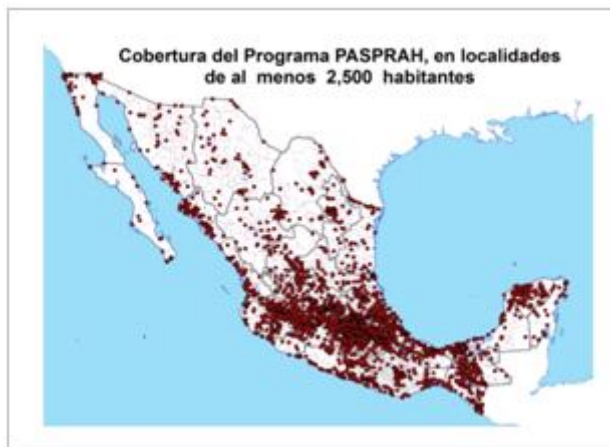 Cobertura del Programa PASPRAH, en localidades
de al menos 2,500 habitantes